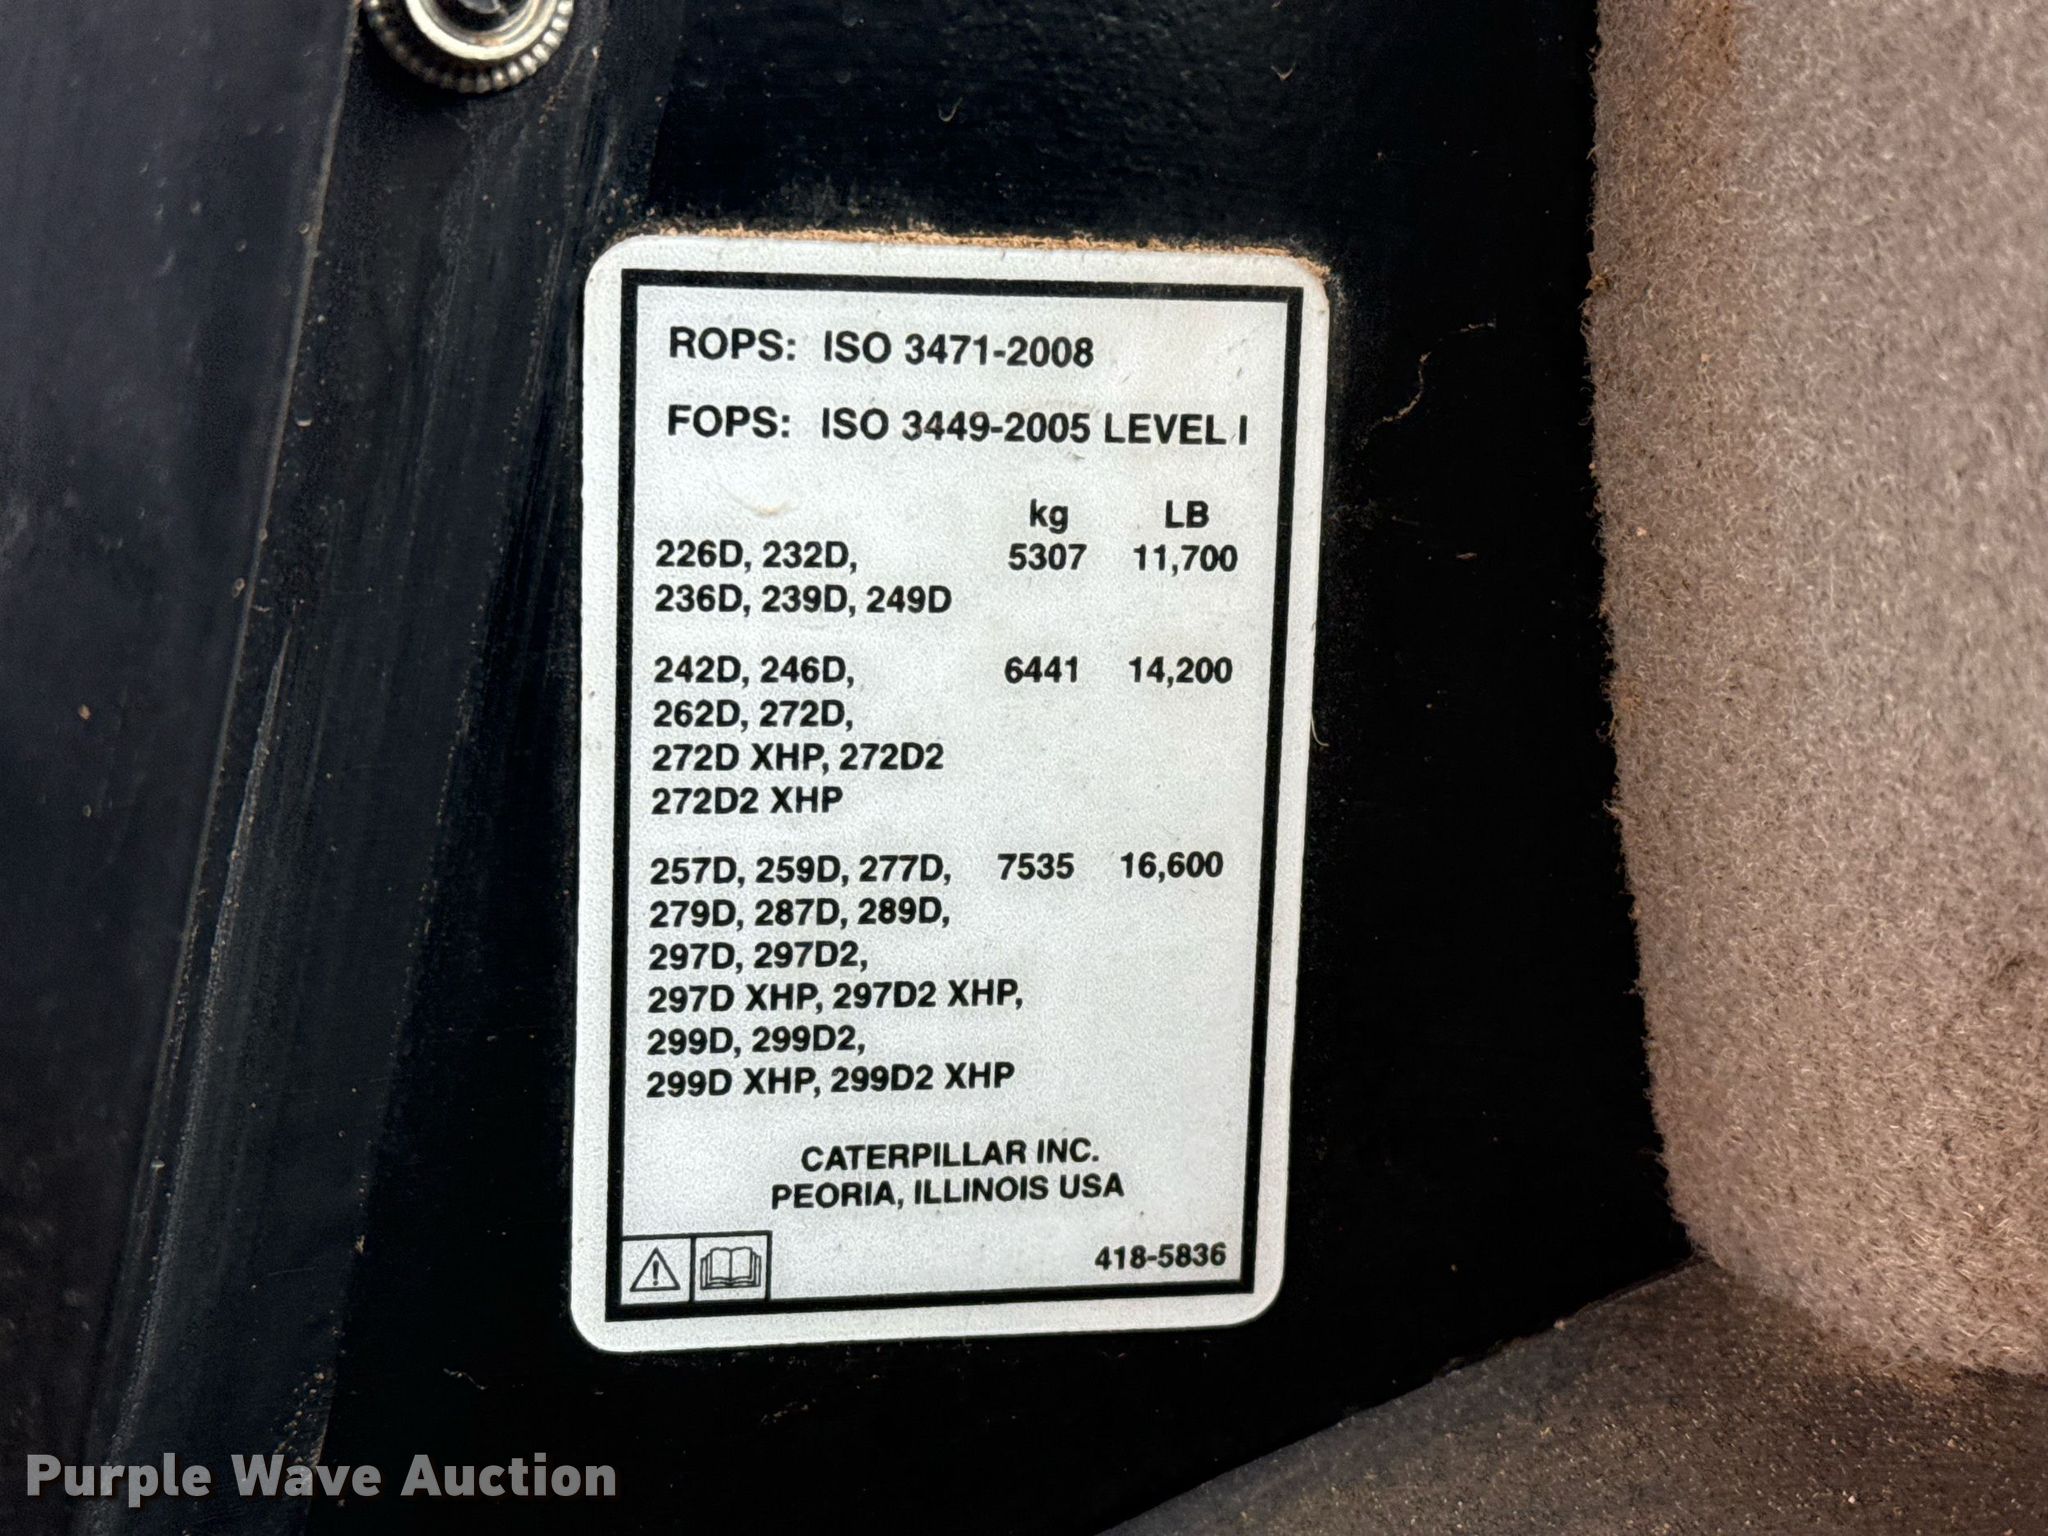 ROPS: ISO 3471-2008
FOPS: ISO 3449-2005 LEVEL I
kg LB
226D, 232D, 5307 11,700
236D, 239D, 249D
242D, 246D, 6441 14,200
262D, 272D,
272D XHP, 272D2
272D2 XHP
257D, 259D, 277D, 7535 16,600
279D, 287D, 289D,
297D, 297D2,
297D XHP, 297D2 XHP,
299D, 299D2,
299D XHP, 299D2 XHP
CATERPILLAR INC.
PEORIA, ILLINOIS USA
418-5836
Purple Wave Auction